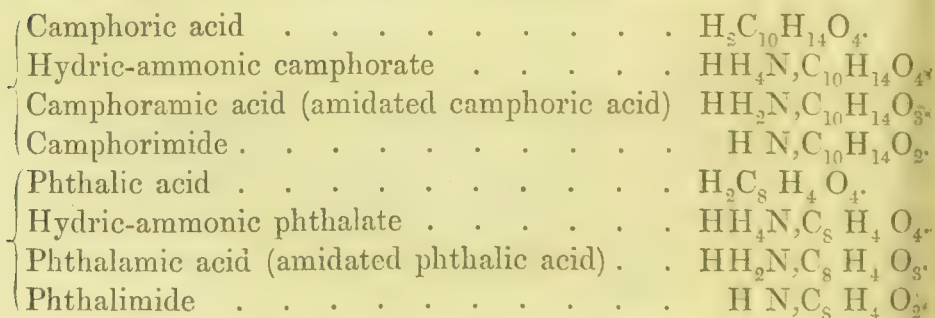 Camphoric acid . . . . . . . H₂C₁₀H₁₄O₄.
Hydric-ammonic camphorate . . . . . HH₄N,C₁₀H₁₄O₄.
Camphoramic acid (amidated camphoric acid) HH₂N,C₁₀H₁₄O₃.
Camphorimide . . . . . . . . . . H N,C₁₀H₁₄O₂.
Phthalic acid . . . . . . . . H₂C₈ H₄ O₄.
Hydric-ammonic phthalate . . . . . . HH₄N,C₈ H₄ O₄.
Phthalamic acid (amidated phthalic acid) . . HH₂N,C₈ H₄ O₃.
Phthalimide . . . . . . . . . . H N,C₈ H₄ O₂.